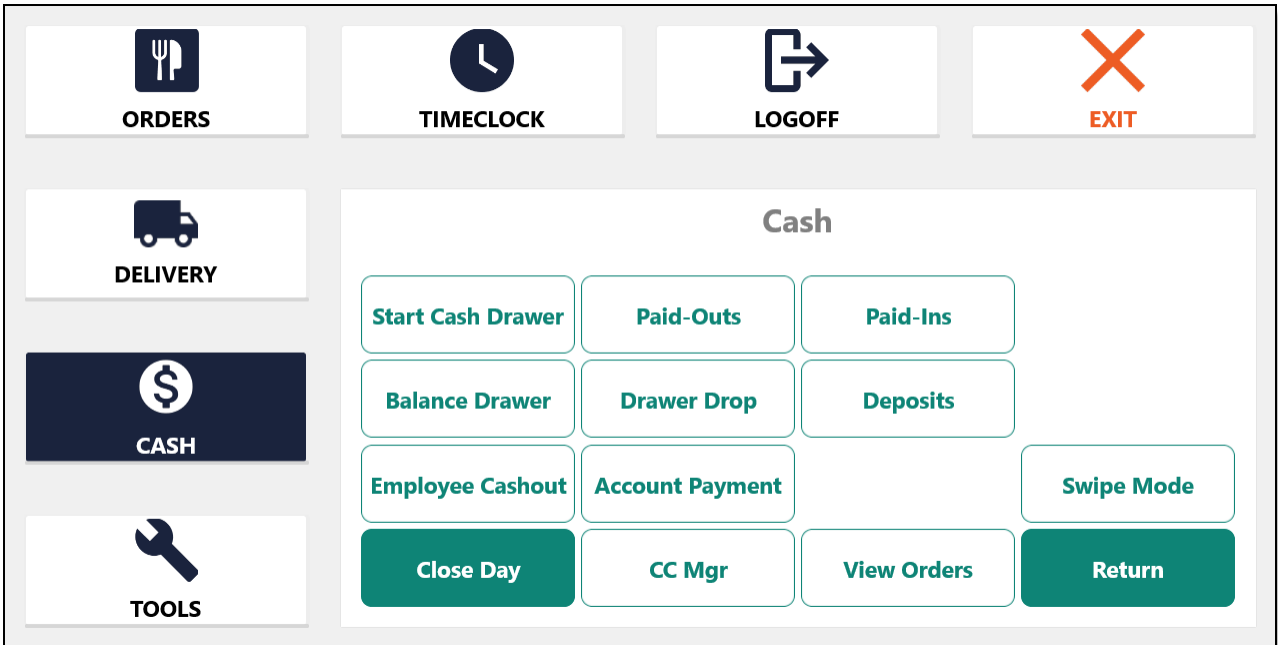 ORDERS
TIMECLOCK
LOGOFF
EXIT
DELIVERY
CASH
TOOLS
Cash
Start Cash Drawer
Paid-Outs
Paid-Ins
Balance Drawer
Drawer Drop
Deposits
Employee Cashout
Account Payment
Swipe Mode
Close Day
CC Mgr
View Orders
Return